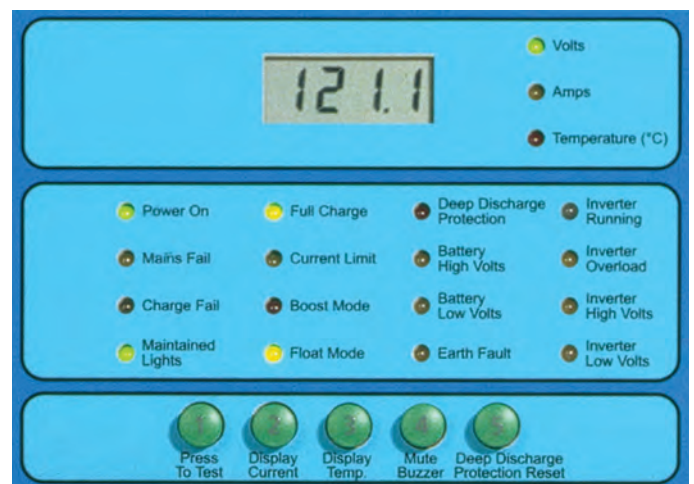 121.1
Volts
Amps
Temperature (°C)
Power On
Full Charge
Deep Discharge
Protection
Inverter
Running
Mains Fail
Current Limit
Battery
High Volts
Inverter
Overload
Charge Fail
Boost Mode
Battery
Low Volts
Inverter
High Volts
Maintained
Lights
Float Mode
Earth Fault
Inverter
Low Volts
1
2
3
4
5
Press
To Test
Display
Current
Display
Temp.
Mute
Buzzer
Deep Discharge
Protection Reset